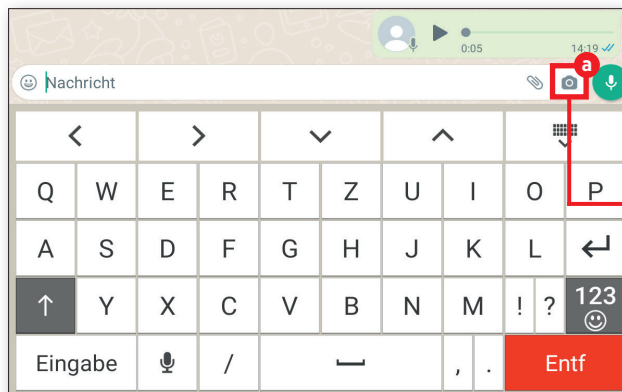 0:05 14:19
a
Nachricht
Q W E R T Z U I O P
A S D F G H J K L
Y X C V B N M ! ? 123
Eingabe / , . Entf